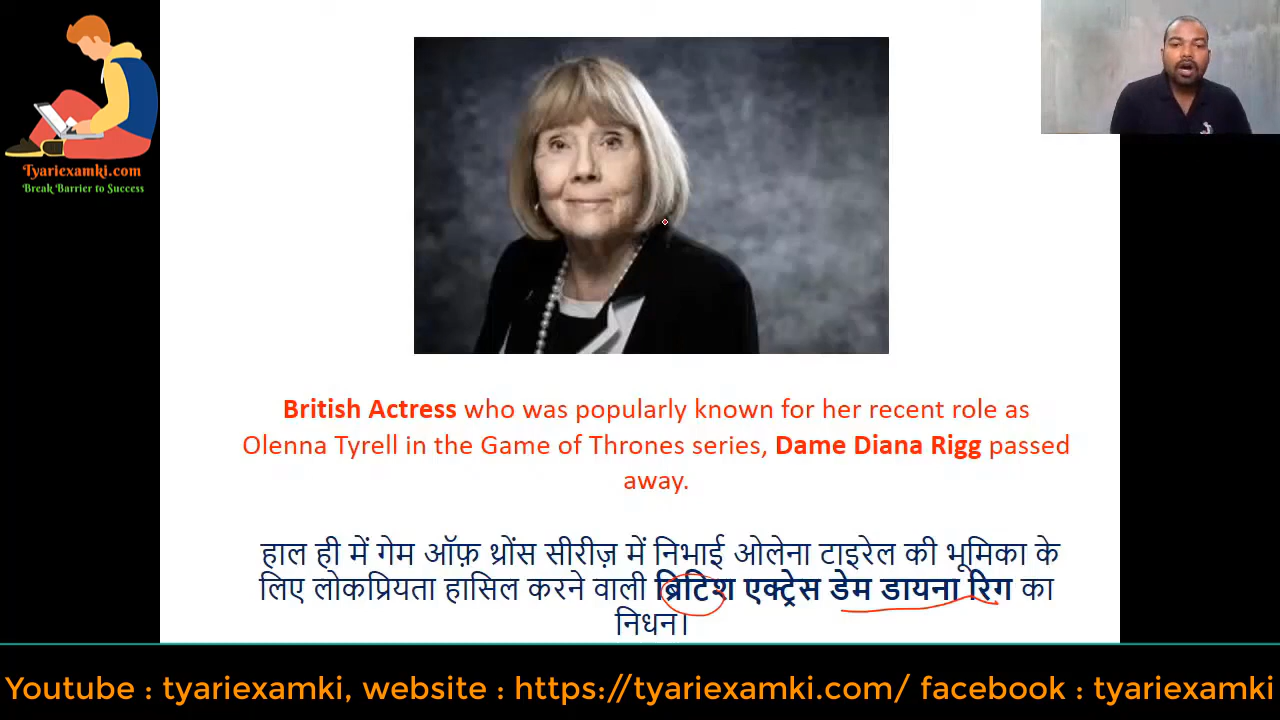 Tyariexamki.com
Break Barrier to Success
British Actress who was popularly known for her recent role as
Olenna Tyrell in the Game of Thrones series, Dame Diana Rigg passed
away.
हाल ही में गेम ऑफ़ थ्रोंस सीरीज़ में निभाई ओलेना टाइरेल की भूमिका के
लिए लोकप्रियता हासिल करने वाली ब्रिटिश एक्ट्रेस डेम डायना रिग का
निधन।
Youtube : tyariexamki, website : https://tyariexamki.com/ facebook : tyariexamki